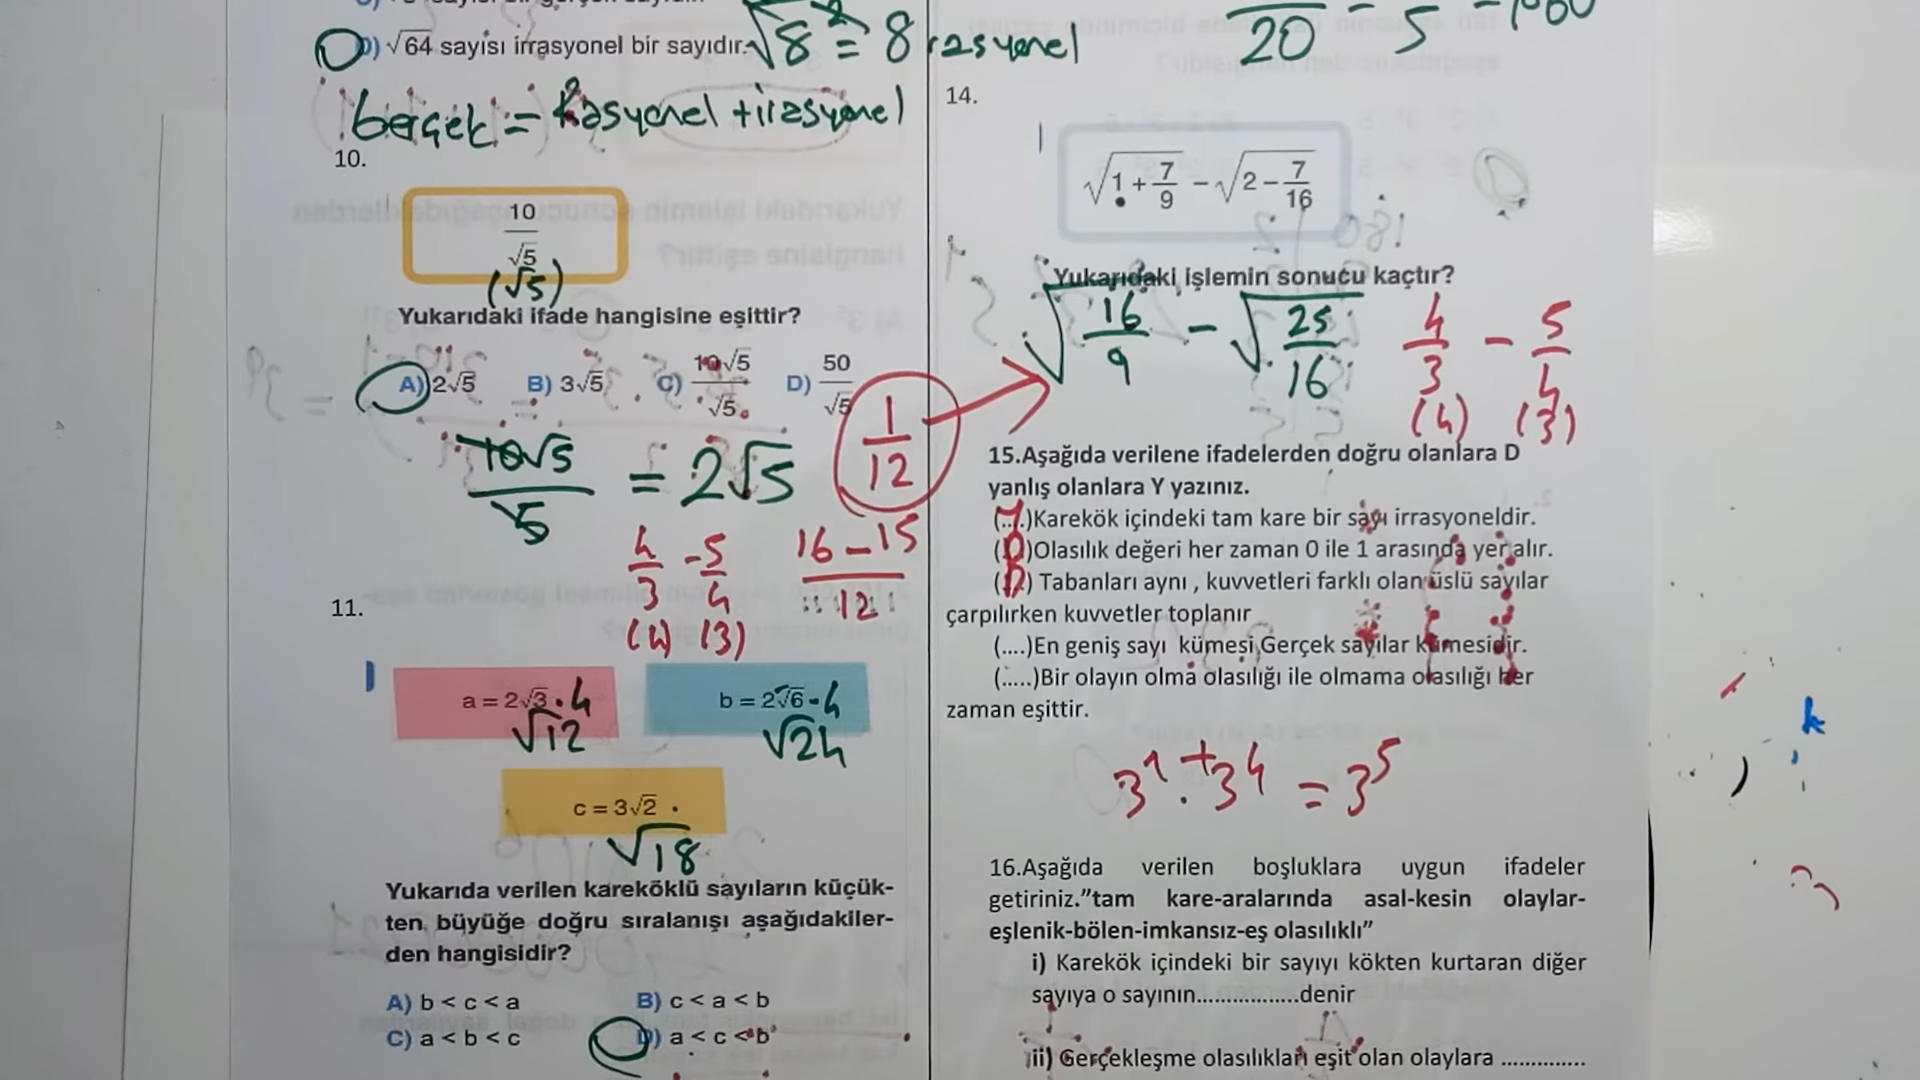 D) √64 sayısı irrasyonel bir sayıdır. √8² = 8 rasyonel
Gerçek = Rasyonel + irasyonel
10.
10
√5
(√5)
Yukarıdaki ifade hangisine eşittir?
A) 2√5 B) 3√5 C) 10√5/√5 D) 50/√5
10√5/√5 = 2√5
1/12
4/3 - 5/4
(4) (3)
16-15
12
11.
a = 2√3 . 4
√12
b = 2√6 - 4
√24
c = 3√2
√18
Yukarıda verilen kareköklü sayıların küçük-
ten büyüğe doğru sıralanışı aşağıdakiler-
den hangisidir?
A) b < c < a B) c < a < b
C) a < b < c D) a < c < b
20 = 5
14.
√1 + 7/9 - √2 - 7/16
Yukarıdaki işlemin sonucu kaçtır?
√16/9 - √25/16 4/3 - 5/4
(4) (3)
15.Aşağıda verilene ifadelerden doğru olanlara D
yanlış olanlara Y yazınız.
(.Y.)Karekök içindeki tam kare bir sayı irrasyoneldir.
(D)Olasılık değeri her zaman 0 ile 1 arasında yer alır.
(D) Tabanları aynı , kuvvetleri farklı olan üslü sayılar
çarpılırken kuvvetler toplanır
(....)En geniş sayı kümesi Gerçek sayılar kümesidir.
(.....)Bir olayın olma olasılığı ile olmama olasılığı her
zaman eşittir.
3¹ . 3⁴ = 3⁵
+
16.Aşağıda verilen boşluklara uygun ifadeler
getiriniz."tam kare-aralarında asal-kesin olaylar-
eşlenik-bölen-imkansız-eş olasılıklı"
i) Karekök içindeki bir sayıyı kökten kurtaran diğer
sayıya o sayının.................denir
ii) Gerçekleşme olasılıkları eşit olan olaylara ..............